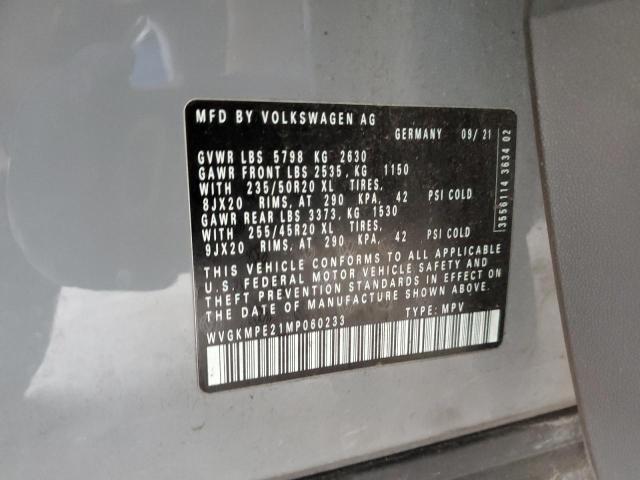 MFD BY VOLKSWAGEN AG
GERMANY 09/21
GVWR LBS 5798 KG 2630
GAWR FRONT LBS 2535, KG 1150
WITH 235/50R20 XL TIRES,
8JX20 RIMS, AT 290 KPA, 42 PSI COLD
GAWR REAR LBS 3373, KG 1530
WITH 255/45R20 XL TIRES,
9JX20 RIMS, AT 290 KPA, 42 PSI COLD
THIS VEHICLE CONFORMS TO ALL APPLICABLE
U.S. FEDERAL MOTOR VEHICLE SAFETY AND
THEFT PREVENTION STANDARDS IN EFFECT ON
THE DATE OF MANUFACTURE SHOWN ABOVE.
WVGKMPE21MP060233 TYPE: MPV
3556114 3634 02